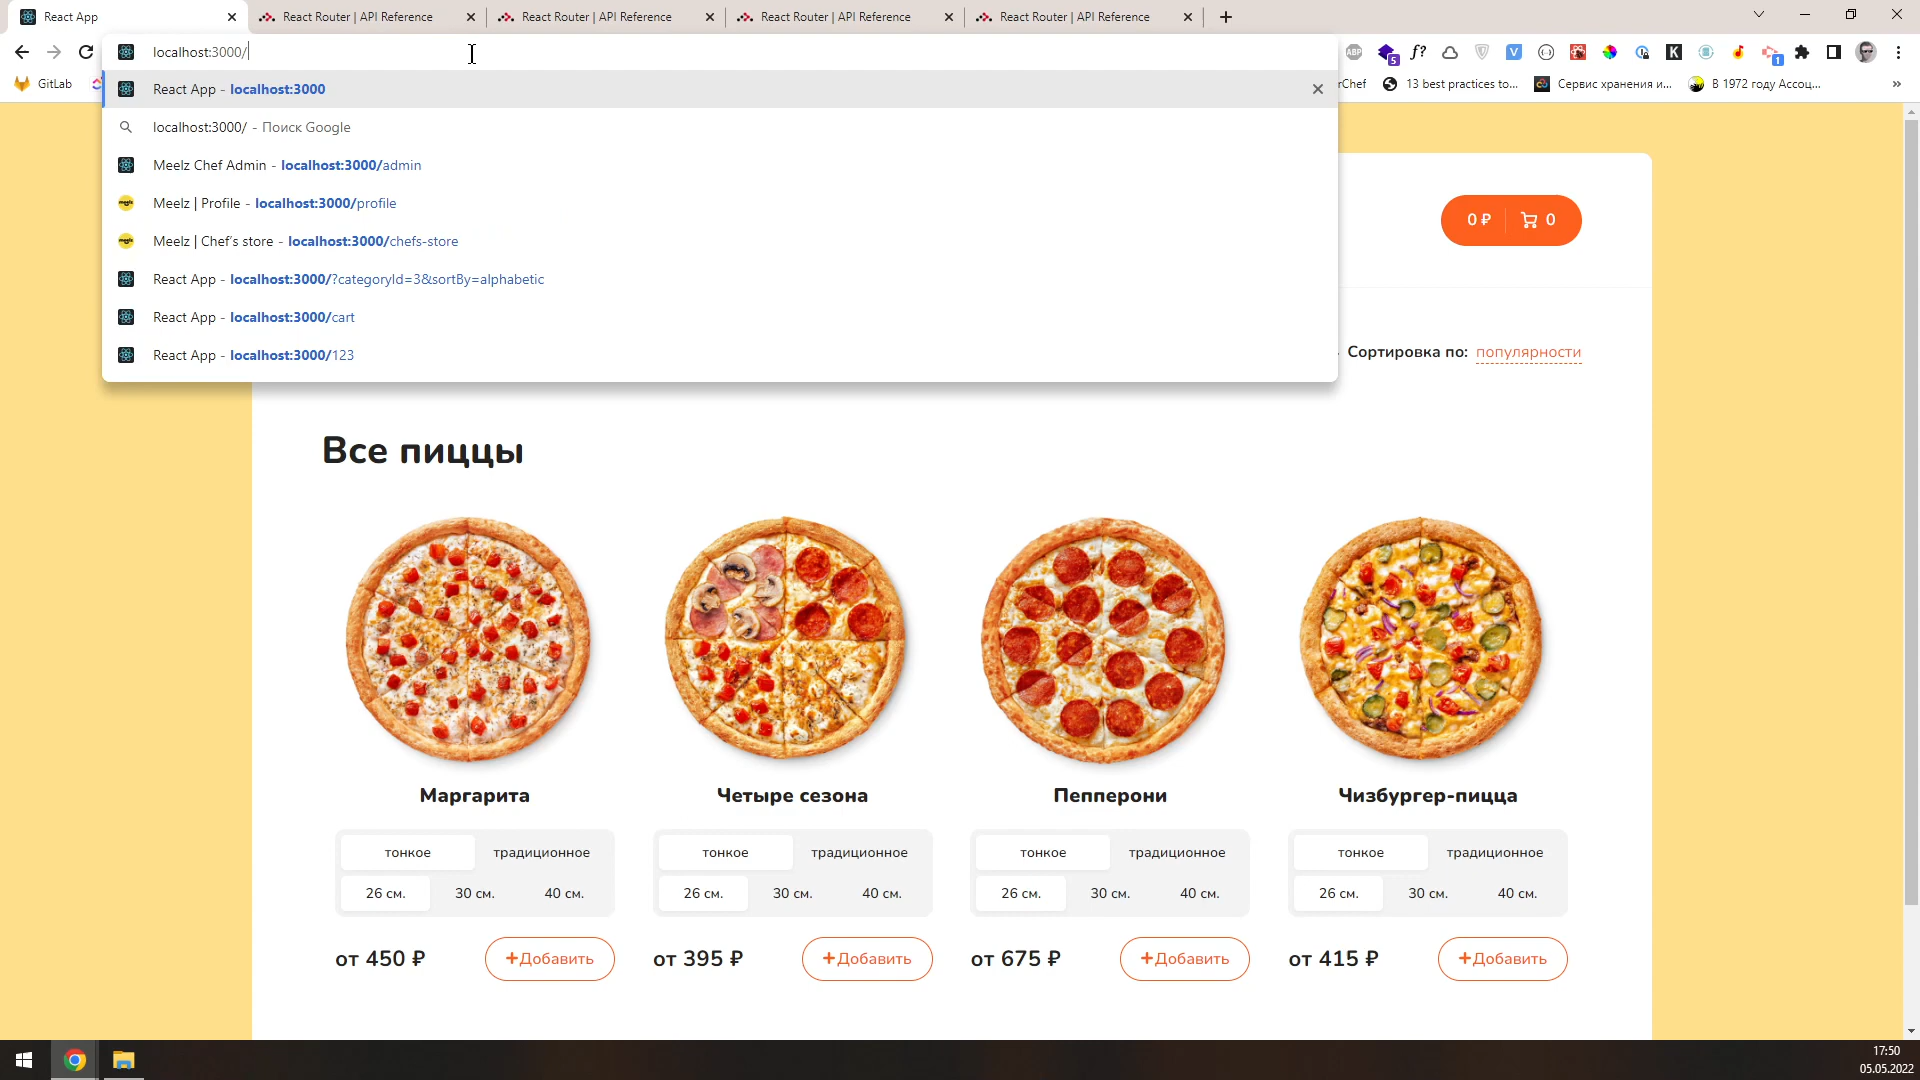 React App
React Router | API Reference
React Router | API Reference
React Router | API Reference
React Router | API Reference
localhost:3000/
ABP
5
f?
V
K
1
GitLab
rChef
13 best practices to...
Сервис хранения и...
В 1972 году Ассоц...
»
React App - localhost:3000
localhost:3000/ - Поиск Google
Meelz Chef Admin - localhost:3000/admin
Meelz | Profile - localhost:3000/profile
Meelz | Chef's store - localhost:3000/chefs-store
React App - localhost:3000/?categoryId=3&sortBy=alphabetic
React App - localhost:3000/cart
React App - localhost:3000/123
0 ₽
0
Сортировка по: популярности
Все пиццы
Маргарита
тонкое традиционное
26 см. 30 см. 40 см.
от 450 ₽
+Добавить
Четыре сезона
тонкое традиционное
26 см. 30 см. 40 см.
от 395 ₽
+Добавить
Пепперони
тонкое традиционное
26 см. 30 см. 40 см.
от 675 ₽
+Добавить
Чизбургер-пицца
тонкое традиционное
26 см. 30 см. 40 см.
от 415 ₽
+Добавить
17:50
05.05.2022